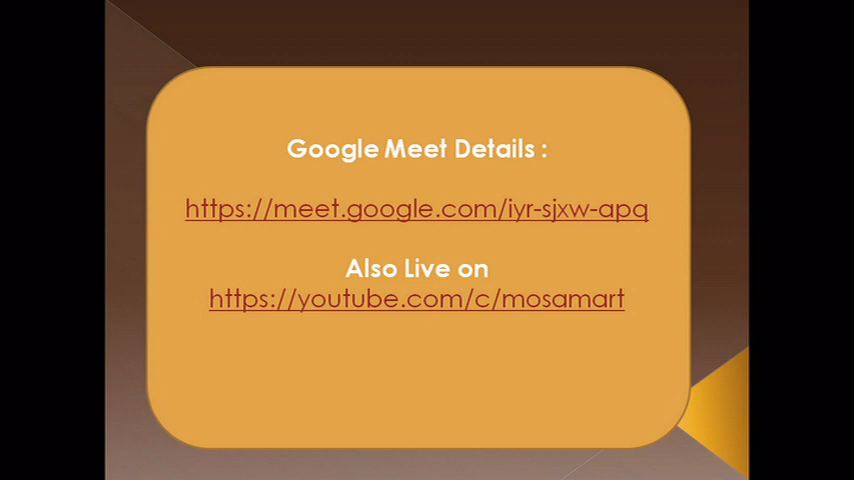 Google Meet Details :
https://meet.google.com/iyr-sjxw-apq
Also Live on
https://youtube.com/c/mosamart